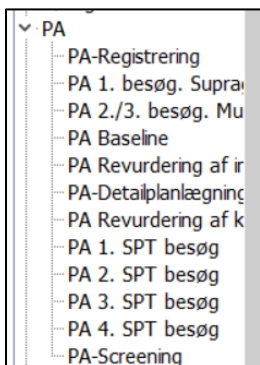 PA
PA-Registrering
PA 1. besøg. Supra
PA 2./3. besøg. Mu
PA Baseline
PA Revurdering af
PA-Detailplanlægning
PA Revurdering af k
PA 1. SPT besøg
PA 2. SPT besøg
PA 3. SPT besøg
PA 4. SPT besøg
PA-Screening